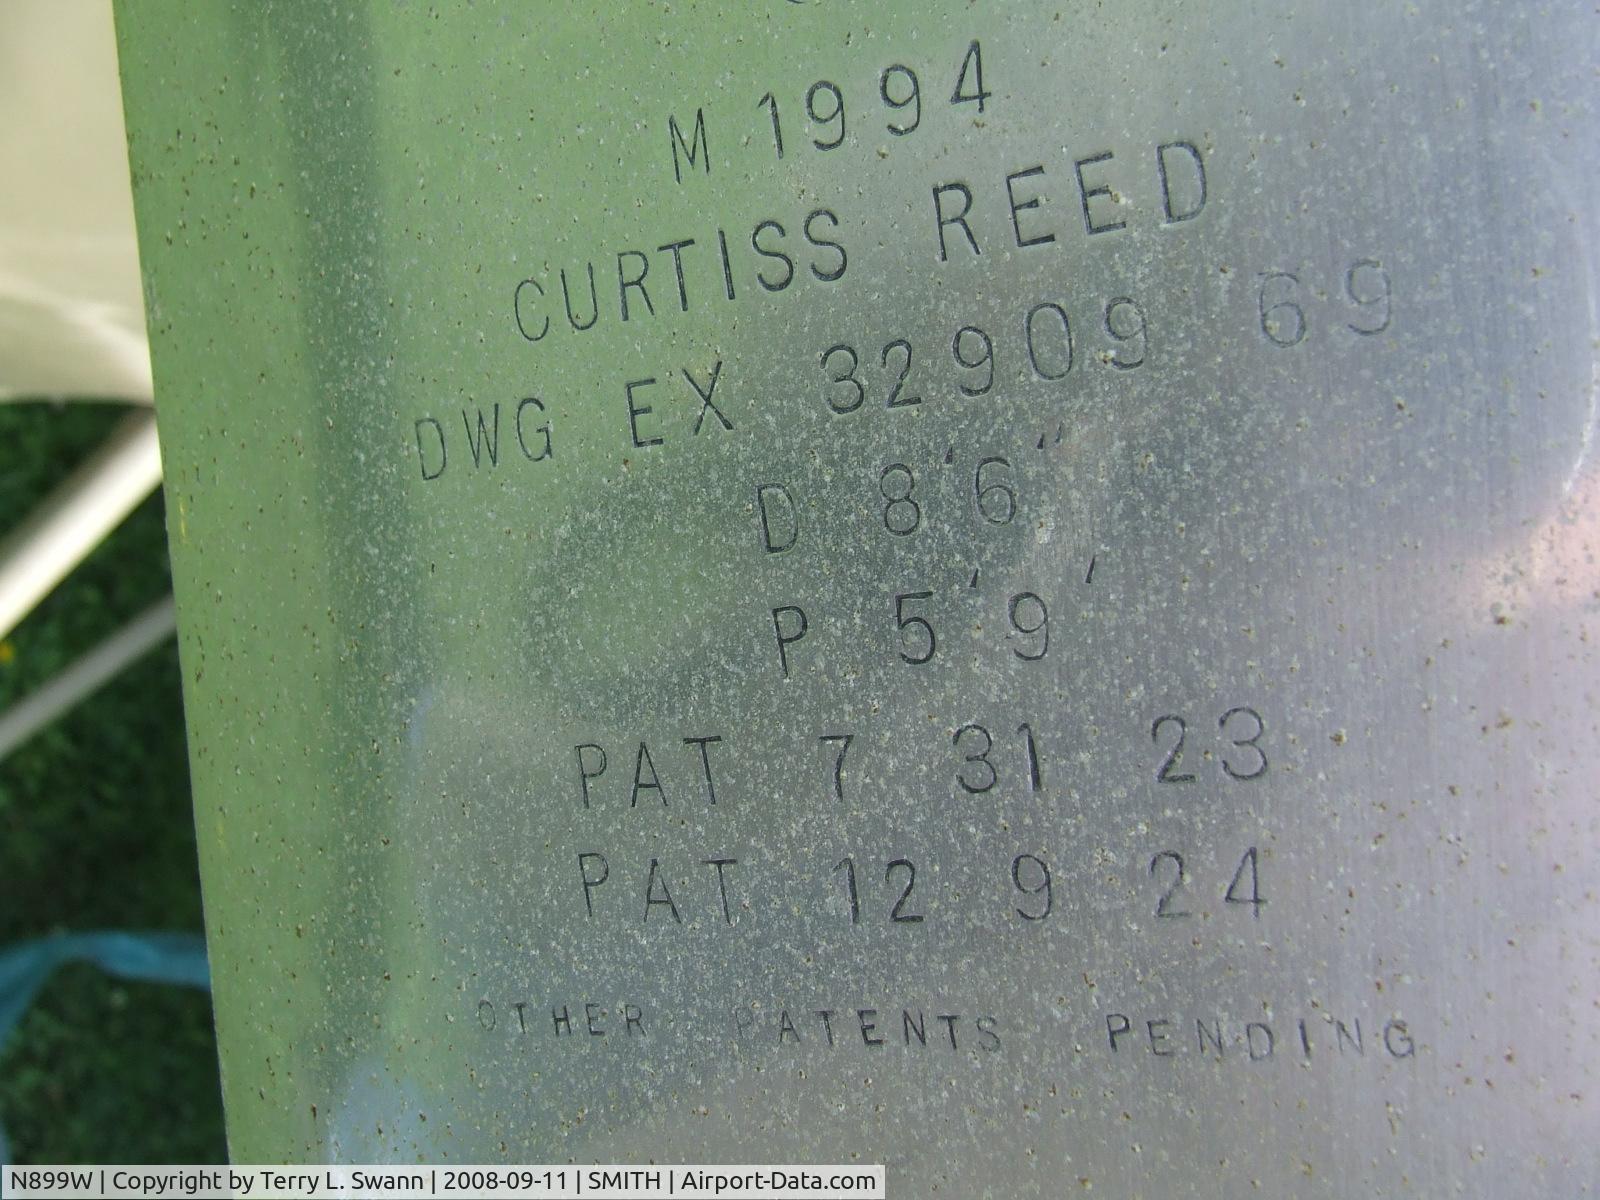 M 1994
CURTISS REED
DWG EX 32909 69
D 8'6"
P 5'9'
PAT 7 31 23
PAT 12 9 24
OTHER PATENTS PENDING
N899W | Copyright by Terry L. Swann | 2008-09-11 | SMITH | Airport-Data.com